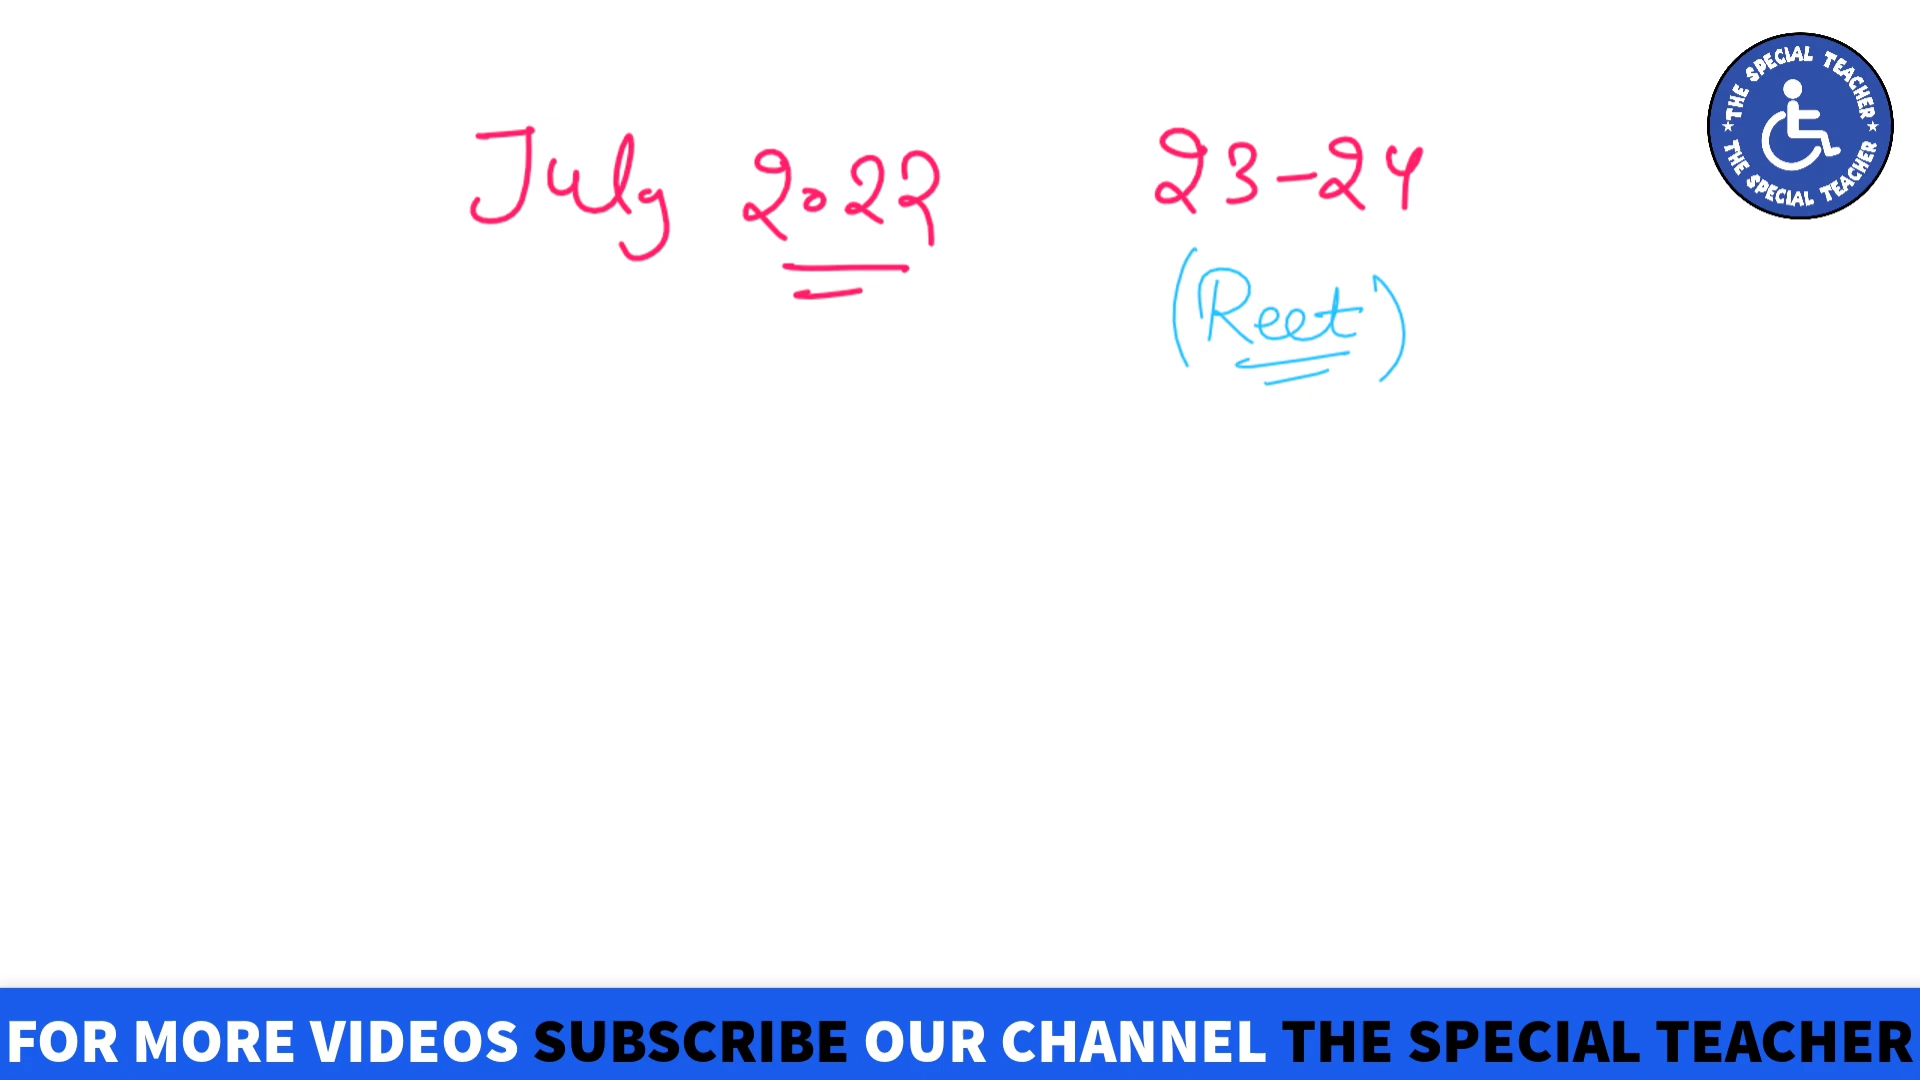 July 2022 23-24
(Reet)
THE SPECIAL TEACHER
THE SPECIAL TEACHER
FOR MORE VIDEOS SUBSCRIBE OUR CHANNEL THE SPECIAL TEACHER